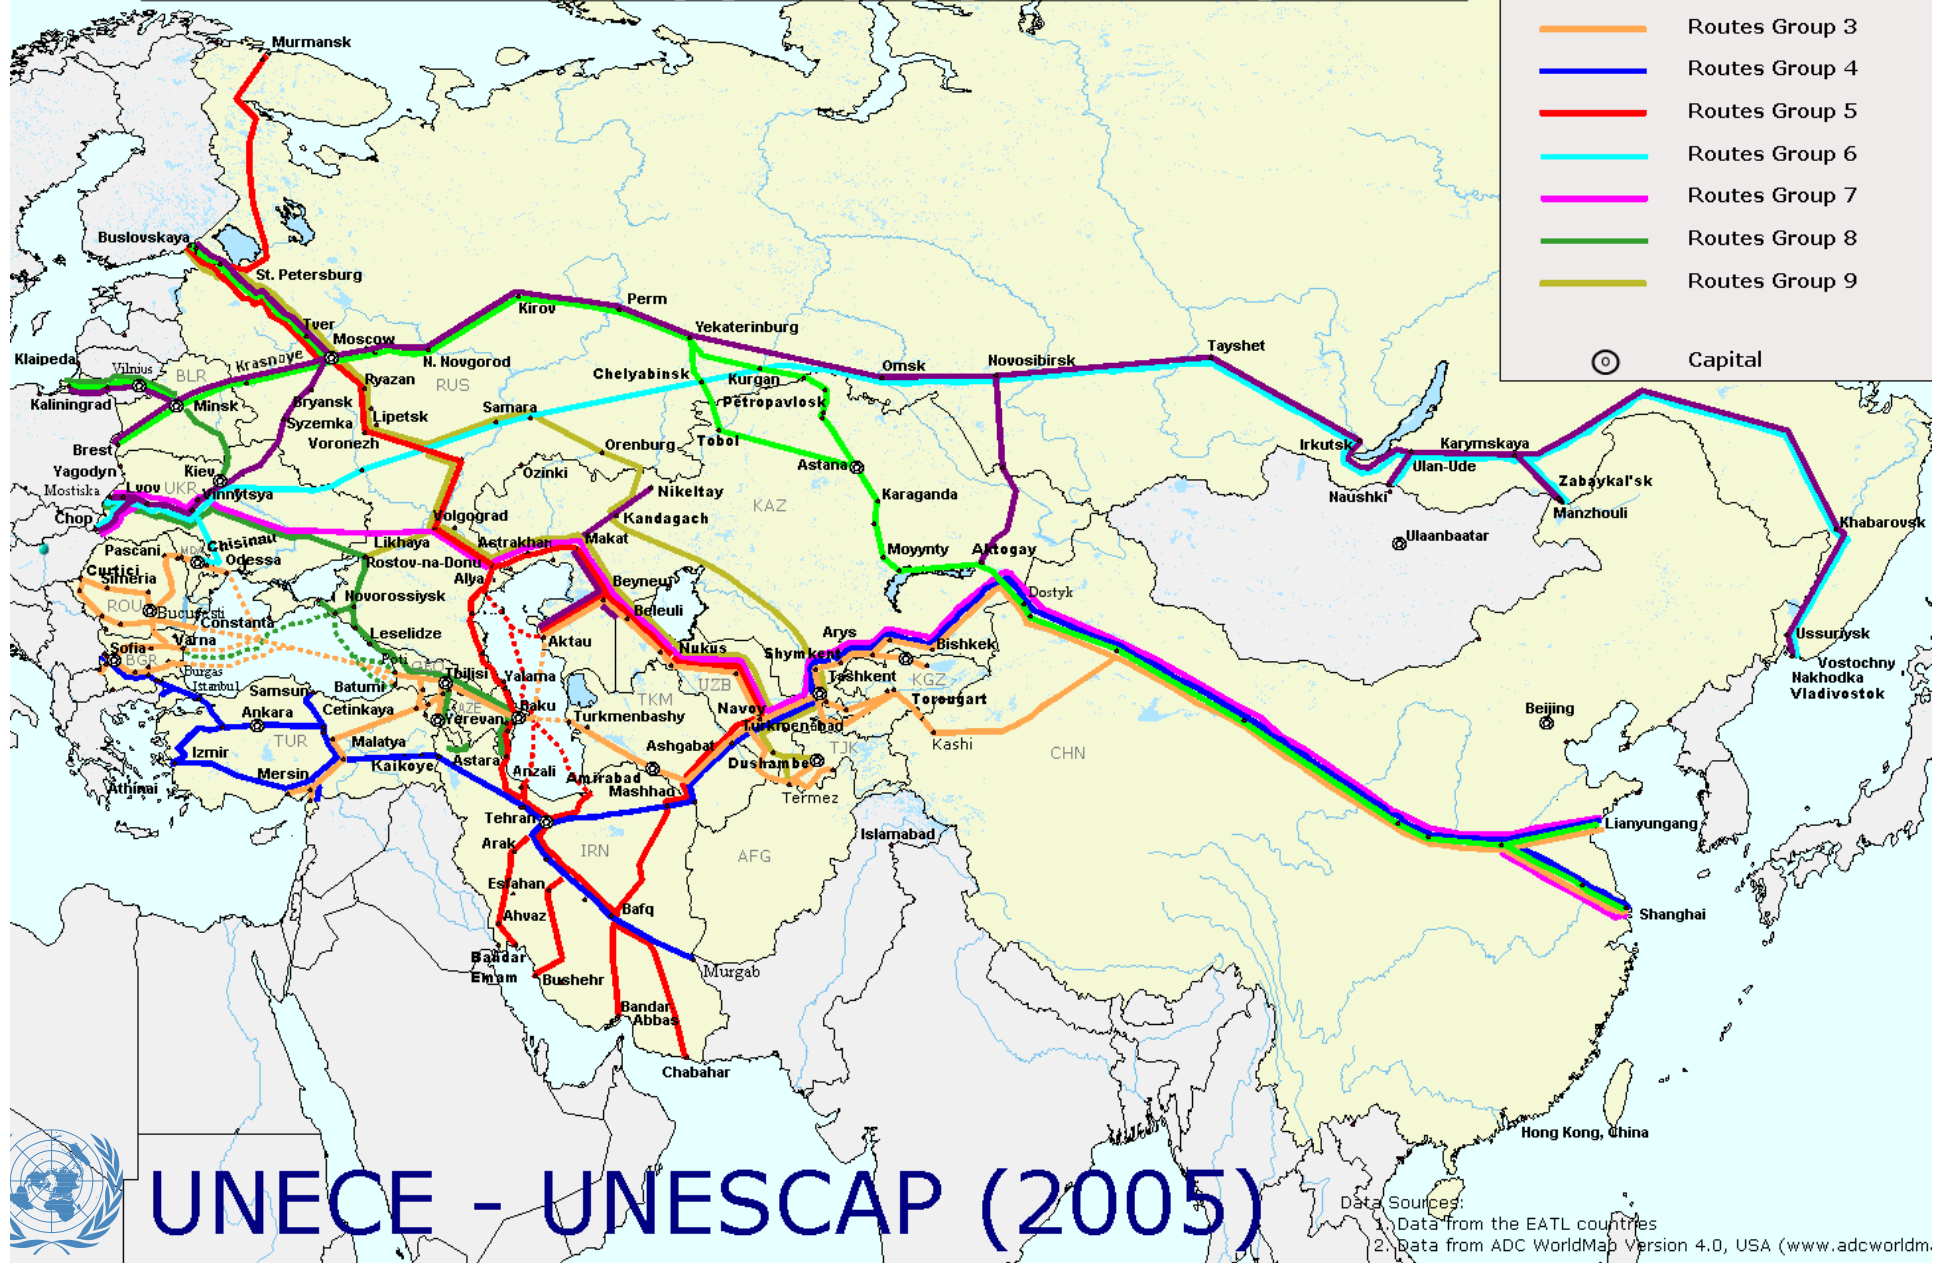 Routes Group 3
Routes Group 4
Routes Group 5
Routes Group 6
Routes Group 7
Routes Group 8
Routes Group 9
Capital
Murmansk
Buslovskaya
St. Petersburg
Tver
Moscow
Kirov
Perm
Yekaterinburg
N. Novgorod
Klaipeda
Vilnius
BLR
Krasnoye
Ryazan
RUS
Chelyabinsk
Kurgan
Omsk
Novosibirsk
Tayshet
Kaliningrad
Minsk
Bryansk
Lipetsk
Samara
Petropavlosk
Syzemka
Voronezh
Orenburg
Tobol
Brest
Yagodyn
Kiev
Ozinki
Astana
Irkutsk
Karymskaya
Ulan-Ude
Zabaykal'sk
Mostiska
Lvov
UKR
Vinnytsya
Nikeltay
Karaganda
Naushki
Manzhouli
Chop
Volgograd
Kandagach
KAZ
Khabarovsk
Pascani
MDA
Chisinau
Likhaya
Astrakhan
Makat
Moyynty
Aktogay
Ulaanbaatar
Curtici
Simeria
Odessa
Rostov-na-Donu
Alya
Beyneu
Dostyk
ROU
Bucuresti
Novorossiysk
Constanta
Beleuli
Varna
Leselidze
Aktau
Arys
Bishkek
Ussuriysk
Sofia
BGR
Burgas
Poti
GEO
Nukus
Shymkent
Vostochny
Nakhodka
Vladivostok
Istanbul
Samsun
Batumi
Tbilisi
Yalama
TKM
UZB
Tashkent
KGZ
Torougart
Ankara
Cetinkaya
AZE
Yerevan
Baku
Turkmenbashy
Navoy
Turkmenabad
Beijing
Izmir
TUR
Malatya
Kaikoye
Astara
Ashgabat
Dushambe
TJK
Kashi
CHN
Athinai
Mersin
Anzali
Amirabad
Mashhad
Termez
Tehran
Islamabad
Lianyungang
Arak
IRN
AFG
Esfahan
Ahvaz
Bafq
Shanghai
Bandar
Emam
Bushehr
Murgab
Bandar
Abbas
Chabahar
Hong Kong, China
UNECE - UNESCAP (2005)
Data Sources:
1. Data from the EATL countries
2. Data from ADC WorldMap Version 4.0, USA (www.adcworldm